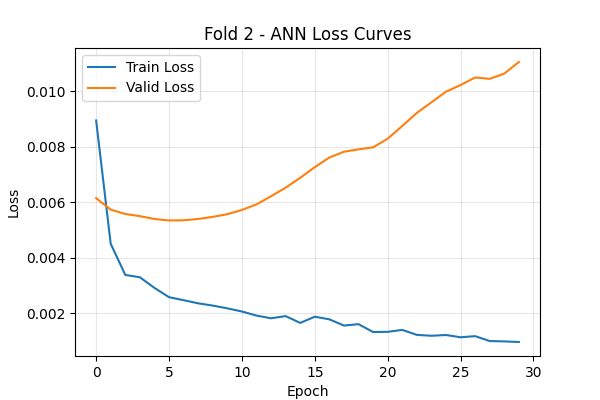 Fold 2 - ANN Loss Curves
Train Loss
Valid Loss
0.010
0.008
0.006
0.004
0.002
Loss
0 5 10 15 20 25 30
Epoch